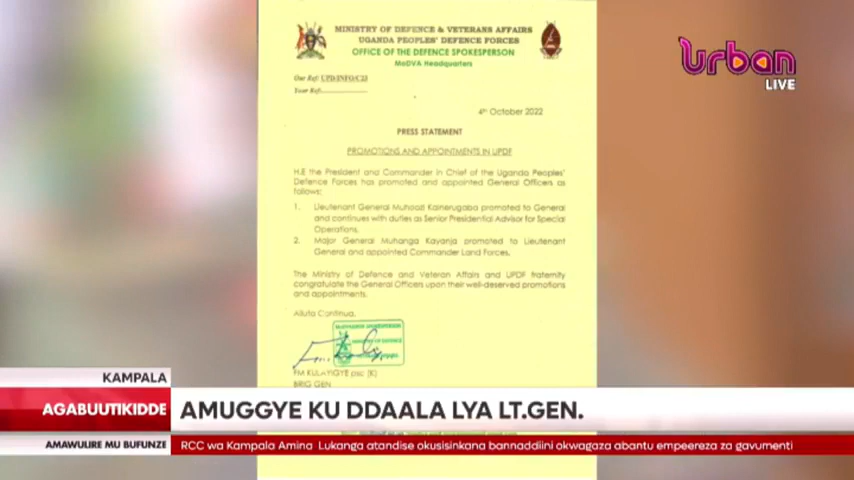 MINISTRY OF DEFENCE & VETERANS AFFAIRS
UGANDA PEOPLES' DEFENCE FORCES
OFFICE OF THE DEFENCE SPOKESPERSON
MoDVA Headquarters
Our Ref: UPD/INFO/C23
Your Ref:
4th October 2022
PRESS STATEMENT
PROMOTIONS AND APPOINTMENTS IN UPDF
H.E the President and Commander in Chief of the Uganda Peoples'
Defence Forces has promoted and appointed General Officers as
follows:
1. Lieutenant General Muhoozi Kainerugaba promoted to General
and continues with duties as Senior Presidential Advisor for Special
Operations.
2. Major General Muhanga Kayanja promoted to Lieutenant
General and appointed Commander Land Forces.
The Ministry of Defence and Veteran Affairs and UPDF fraternity
congratulate the General Officers upon their well-deserved promotions
and appointments.
Aluta Continua.
FM KULAYIGYE psc (K)
BRIG GEN
urban
LIVE
KAMPALA
AGABUUTIKIDDE
AMUGGYE KU DDAALA LYA LT.GEN.
AMAWULIRE MU BUFUNZE
RCC wa Kampala Amina Lukanga atandise okusisinkana bannaddiini okwagaza abantu empeereza za gavumenti